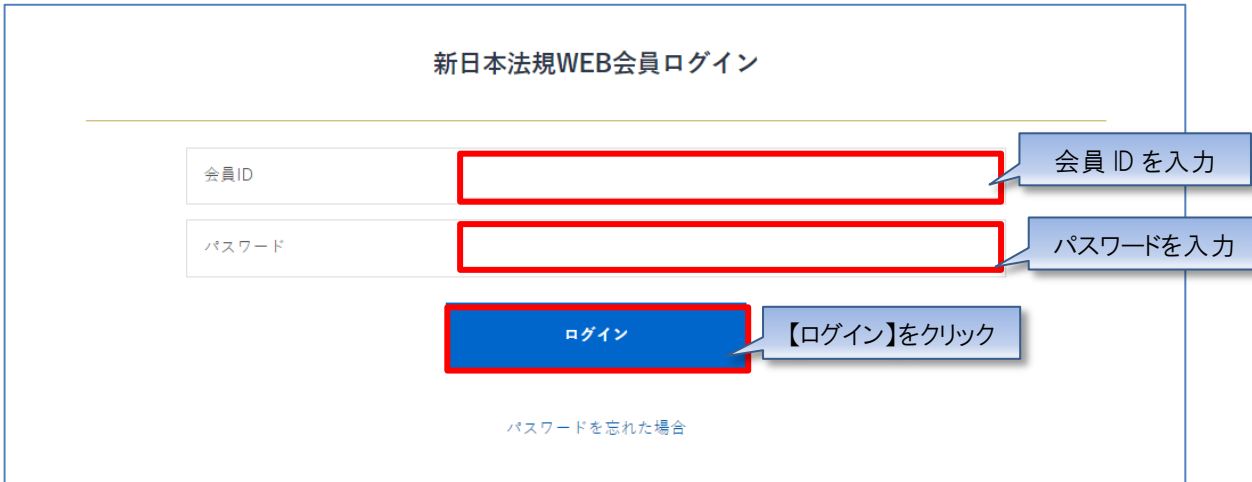 新日本法規WEB会員ログイン
会員ID
会員 ID を入力
パスワード
パスワードを入力
ログイン
【ログイン】をクリック
パスワードを忘れた場合